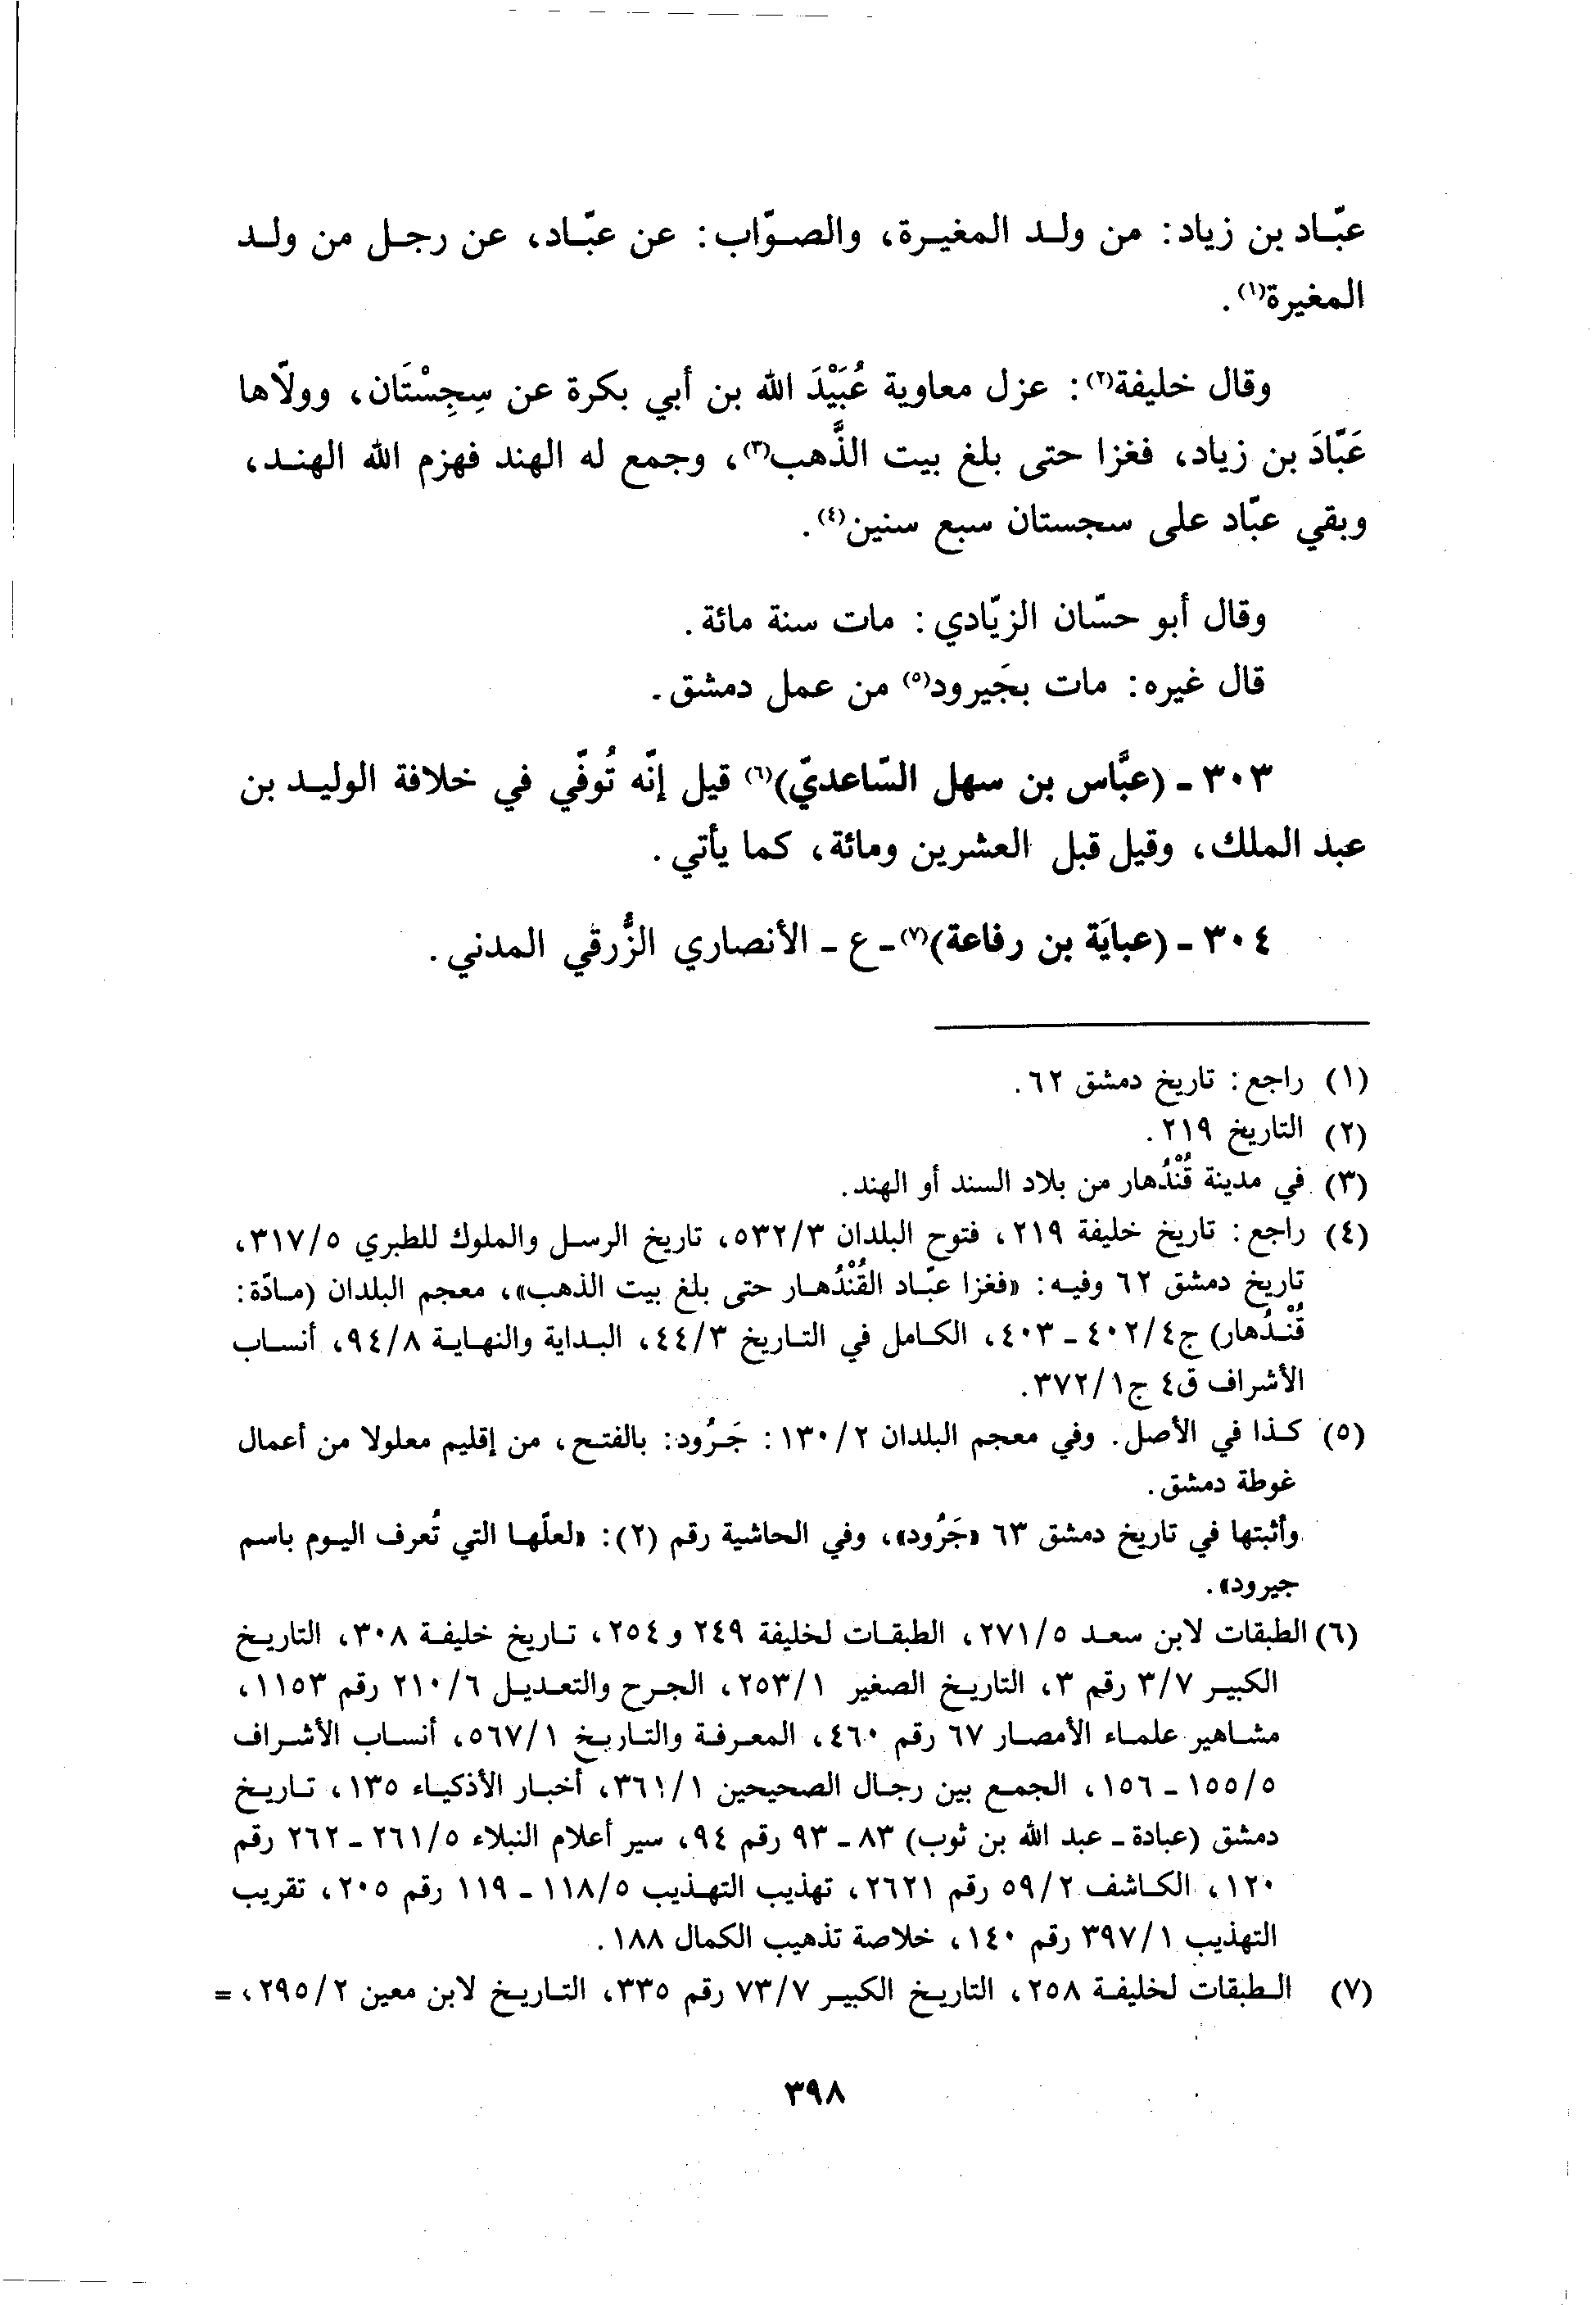 عبّاد بن زياد: من ولد المغيرة، والصوّاب: عن عبّاد، عن رجل من ولد
المغيرة(١).
وقال خليفة(٢): عزل معاوية عُبَيْدَ الله بن أبي بكرة عن سِجِسْتَان، وولّاها
عَبّادَ بن زياد، فغزا حتى بلغ بيت الذَّهب(٣)، وجمع له الهند فهزم الله الهند،
وبقي عبّاد على سجستان سبع سنين(٤).
وقال أبو حسّان الزيّادي: مات سنة مائة.
قال غيره: مات بجَيرود(٥) من عمل دمشق.
٣٠٣ - (عبَّاس بن سهل السّاعديّ)(٦) قيل إنّه تُوفّي في خلافة الوليد بن
عبد الملك، وقيل قبل العشرين ومائة، كما يأتي.
٣٠٤ - (عبايَة بن رفاعة)(٧) - ع - الأنصاري الزُّرقي المدني.
(١) راجع: تاريخ دمشق ٦٢.
(٢) التاريخ ٢١٩.
(٣) في مدينة قُنْدُهار من بلاد السند أو الهند.
(٤) راجع: تاريخ خليفة ٢١٩، فتوح البلدان ٥٣٢/٣، تاريخ الرسل والملوك للطبري ٣١٧/٥،
تاريخ دمشق ٦٢ وفيه: «فغزا عبّاد القُنْدُهار حتى بلغ بيت الذهب»، معجم البلدان (مادّة:
قُنْدُهار) ج٤٠٢/٤ - ٤٠٣، الكامل في التاريخ ٤٤/٣، البداية والنهاية ٩٤/٨، أنساب
الأشراف ق٤ ج٣٧٢/١.
(٥) كذا في الأصل. وفي معجم البلدان ١٣٠/٢: جَرُود: بالفتح، من إقليم معلولا من أعمال
غوطة دمشق.
وأثبتها في تاريخ دمشق ٦٣ «جَرُود»، وفي الحاشية رقم (٢): «لعلّها التي تُعرف اليوم باسم
جيرود».
(٦) الطبقات لابن سعد ٢٧١/٥، الطبقات لخليفة ٢٤٩ و٢٥٤، تاريخ خليفة ٣٠٨، التاريخ
الكبير ٣/٧ رقم ٣، التاريخ الصغير ٢٥٣/١، الجرح والتعديل ٢١٠/٦ رقم ١١٥٣،
مشاهير علماء الأمصار ٦٧ رقم ٤٦٠، المعرفة والتاريخ ٥٦٧/١، أنساب الأشراف
١٥٥/٥ - ١٥٦، الجمع بين رجال الصحيحين ٣٦١/١، أخبار الأذكياء ١٣٥، تاريخ
دمشق (عبادة - عبد الله بن ثوب) ٨٣ - ٩٣ رقم ٩٤، سير أعلام النبلاء ٢٦١/٥ - ٢٦٢ رقم
١٢٠، الكاشف ٥٩/٢ رقم ٢٦٢١، تهذيب التهذيب ١١٨/٥ - ١١٩ رقم ٢٠٥، تقريب
التهذيب ٣٩٧/١ رقم ١٤٠، خلاصة تذهيب الكمال ١٨٨.
(٧) الطبقات لخليفة ٢٥٨، التاريخ الكبير ٧٣/٧ رقم ٣٣٥، التاريخ لابن معين ٢٩٥/٢، =
٣٩٨